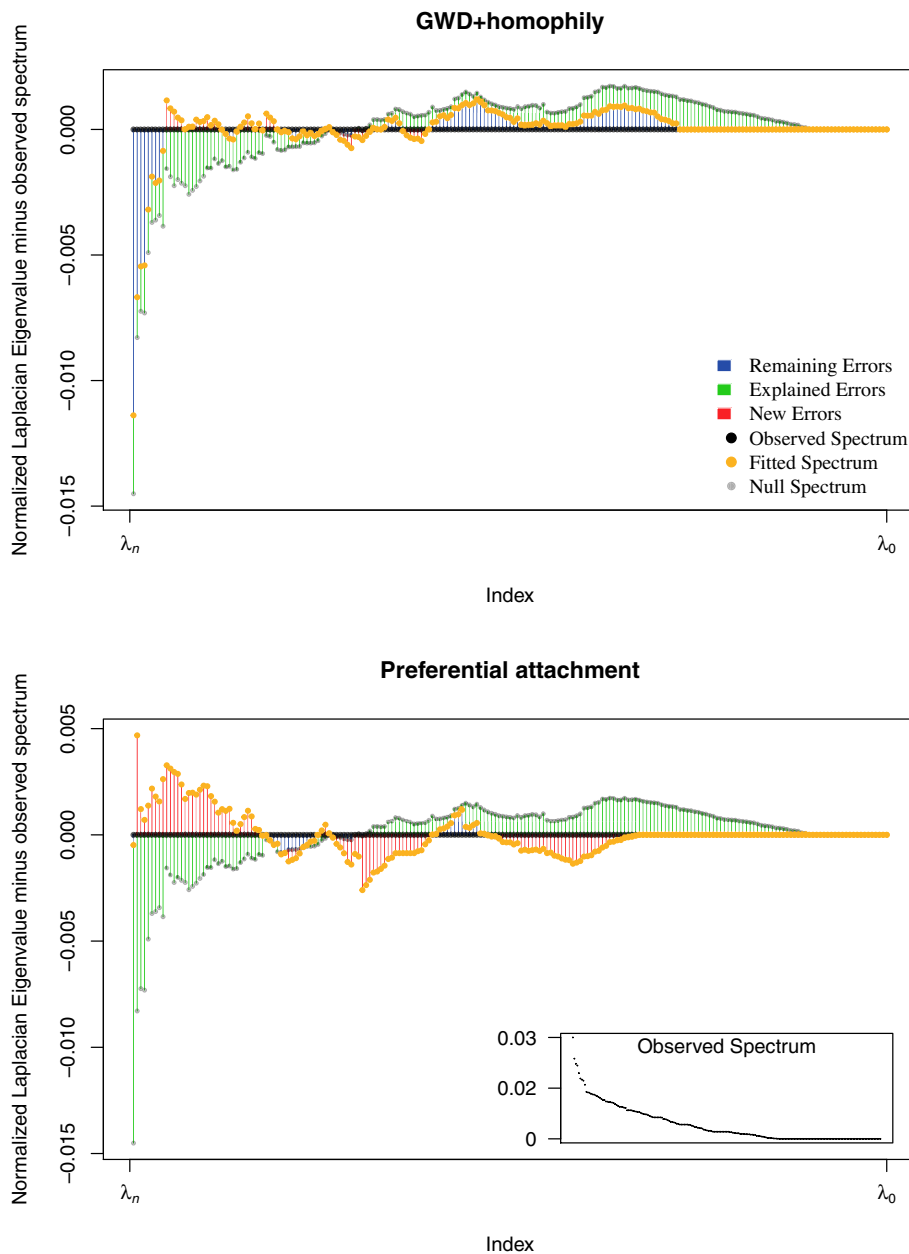 GWD+homophily
Normalized Laplacian Eigenvalue minus observed spectrum
0.000
−0.005
−0.010
−0.015
Remaining Errors
Explained Errors
New Errors
Observed Spectrum
Fitted Spectrum
Null Spectrum
λn
λ0
Index
Preferential attachment
Normalized Laplacian Eigenvalue minus observed spectrum
0.005
0.000
−0.005
−0.010
−0.015
0.03
Observed Spectrum
0.02
0
λn
λ0
Index